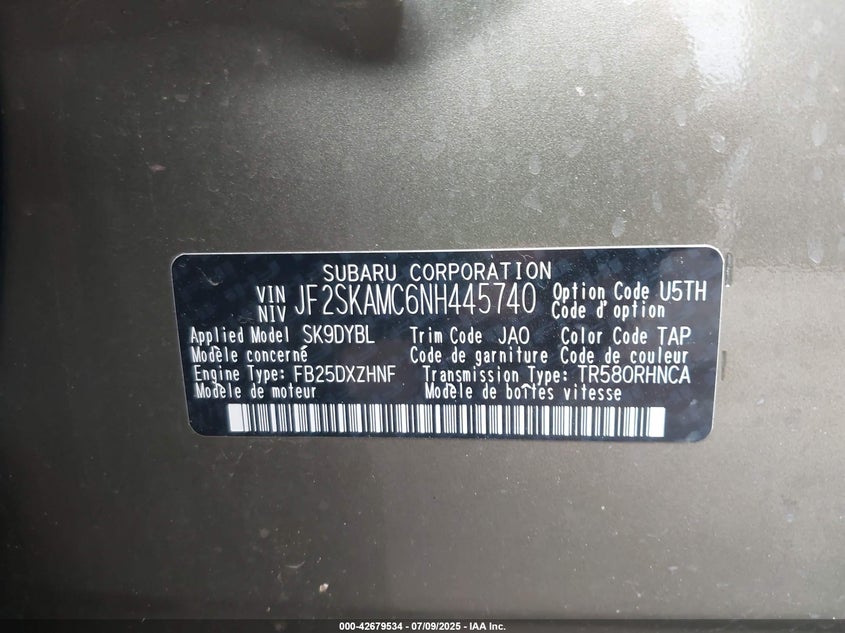 SUBARU CORPORATION
VIN
NIV JF2SKAMC6NH445740 Option Code U5TH
Code d'option
Applied Model SK9DYBL Trim Code JAO Color Code TAP
Modèle concerné Code de garniture Code de couleur
Engine Type: FB25DXZHNF Transmission Type: TR580RHNCA
Modèle de moteur Modèle de boîtes vitesse
000-42679534 / 07/09/2025 - IAA Inc.